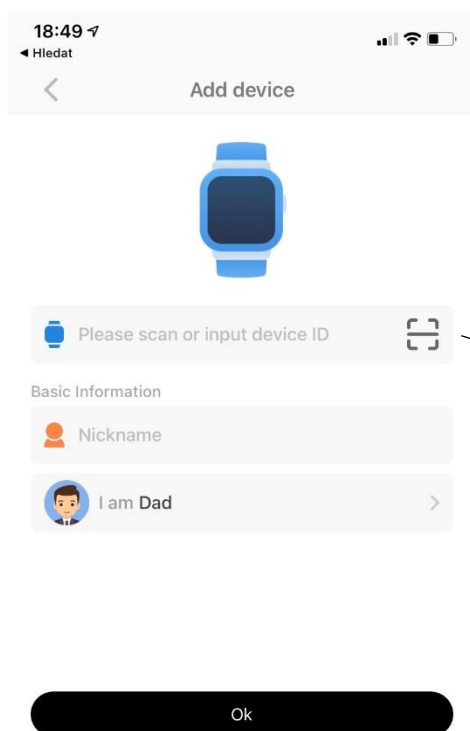 18:49
Hledat
Add device
Please scan or input device ID
Basic Information
Nickname
I am Dad
Ok